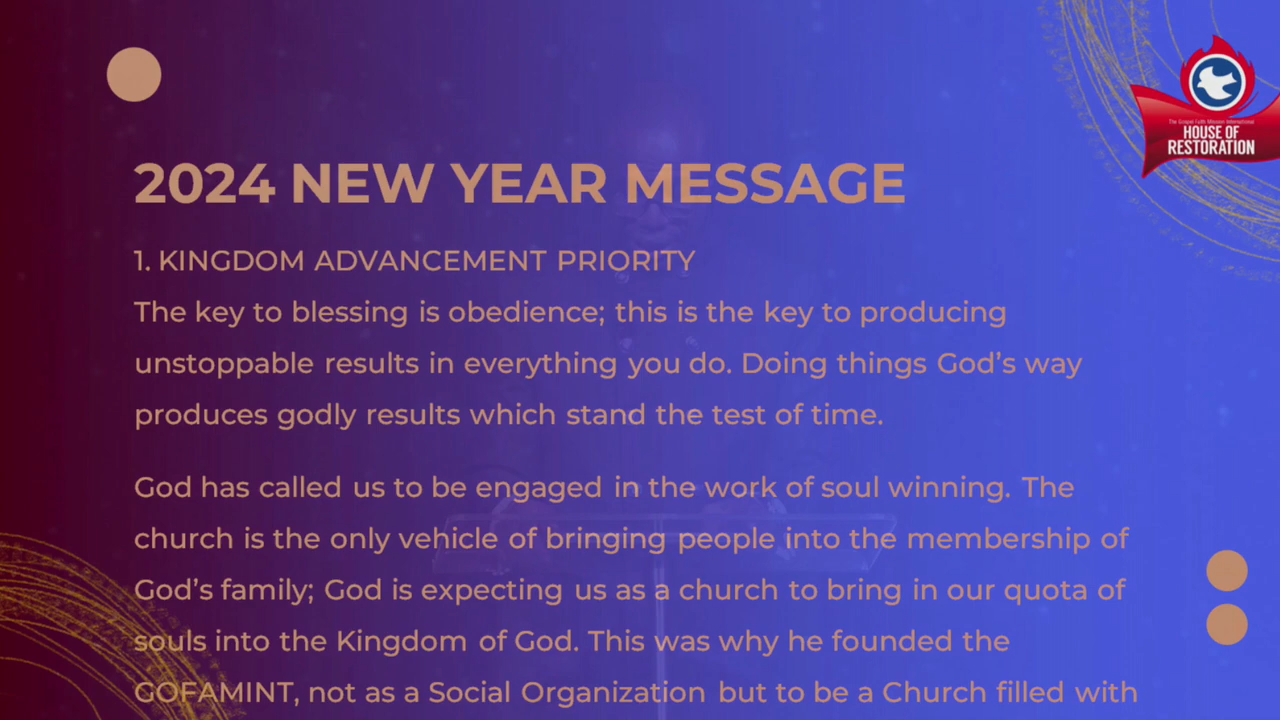 The Gospel Faith Mission International
HOUSE OF
RESTORATION
2024 NEW YEAR MESSAGE
1. KINGDOM ADVANCEMENT PRIORITY
The key to blessing is obedience; this is the key to producing
unstoppable results in everything you do. Doing things God’s way
produces godly results which stand the test of time.
God has called us to be engaged in the work of soul winning. The
church is the only vehicle of bringing people into the membership of
God’s family; God is expecting us as a church to bring in our quota of
souls into the Kingdom of God. This was why he founded the
GOFAMINT, not as a Social Organization but to be a Church filled with